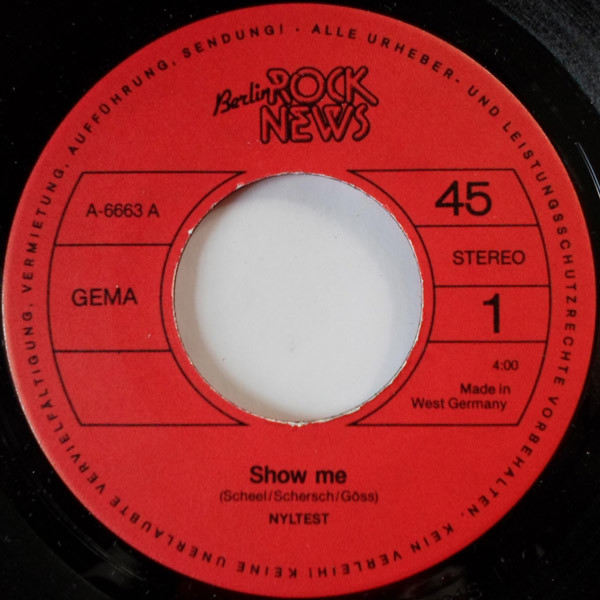 ALLE URHEBER- UND LEISTUNGSSCHUTZRECHTE VORBEHALTEN. KEIN VERLEIH! KEINE UNERLAUBTE VERVIELFÄLTIGUNG, VERMIETUNG, AUFFÜHRUNG, SENDUNG! ·
Berlin ROCK
NEWS
A-6663 A
GEMA
45
STEREO
1
4:00
Made in
West Germany
Show me
(Scheel/Schersch/Göss)
NYLTEST